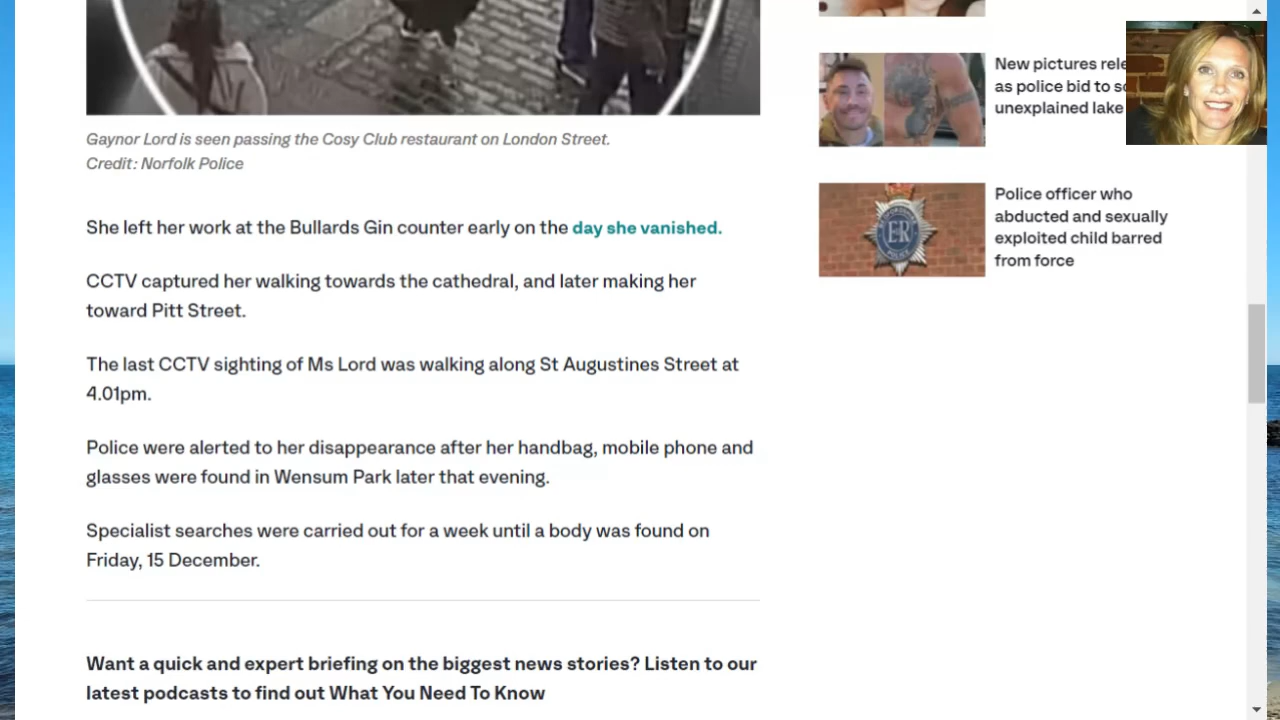 Gaynor Lord is seen passing the Cosy Club restaurant on London Street.
Credit: Norfolk Police
She left her work at the Bullards Gin counter early on the day she vanished.
CCTV captured her walking towards the cathedral, and later making her
toward Pitt Street.
The last CCTV sighting of Ms Lord was walking along St Augustines Street at
4.01pm.
Police were alerted to her disappearance after her handbag, mobile phone and
glasses were found in Wensum Park later that evening.
Specialist searches were carried out for a week until a body was found on
Friday, 15 December.
Want a quick and expert briefing on the biggest news stories? Listen to our
latest podcasts to find out What You Need To Know
New pictures
as police bid to
unexplained lake
Police officer who
abducted and sexually
exploited child barred
from force
ER